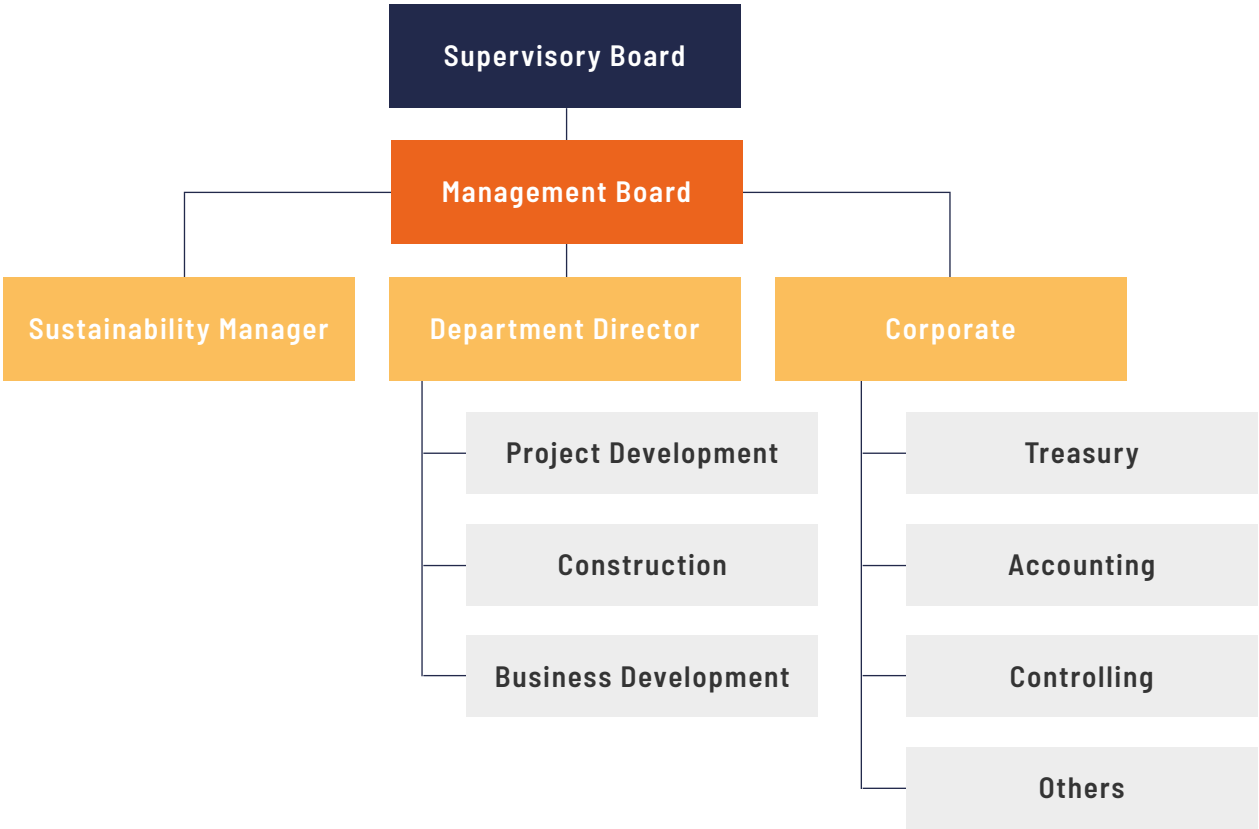 Supervisory Board
Management Board
Sustainability Manager
Department Director
Corporate
Project Development
Construction
Business Development
Treasury
Accounting
Controlling
Others